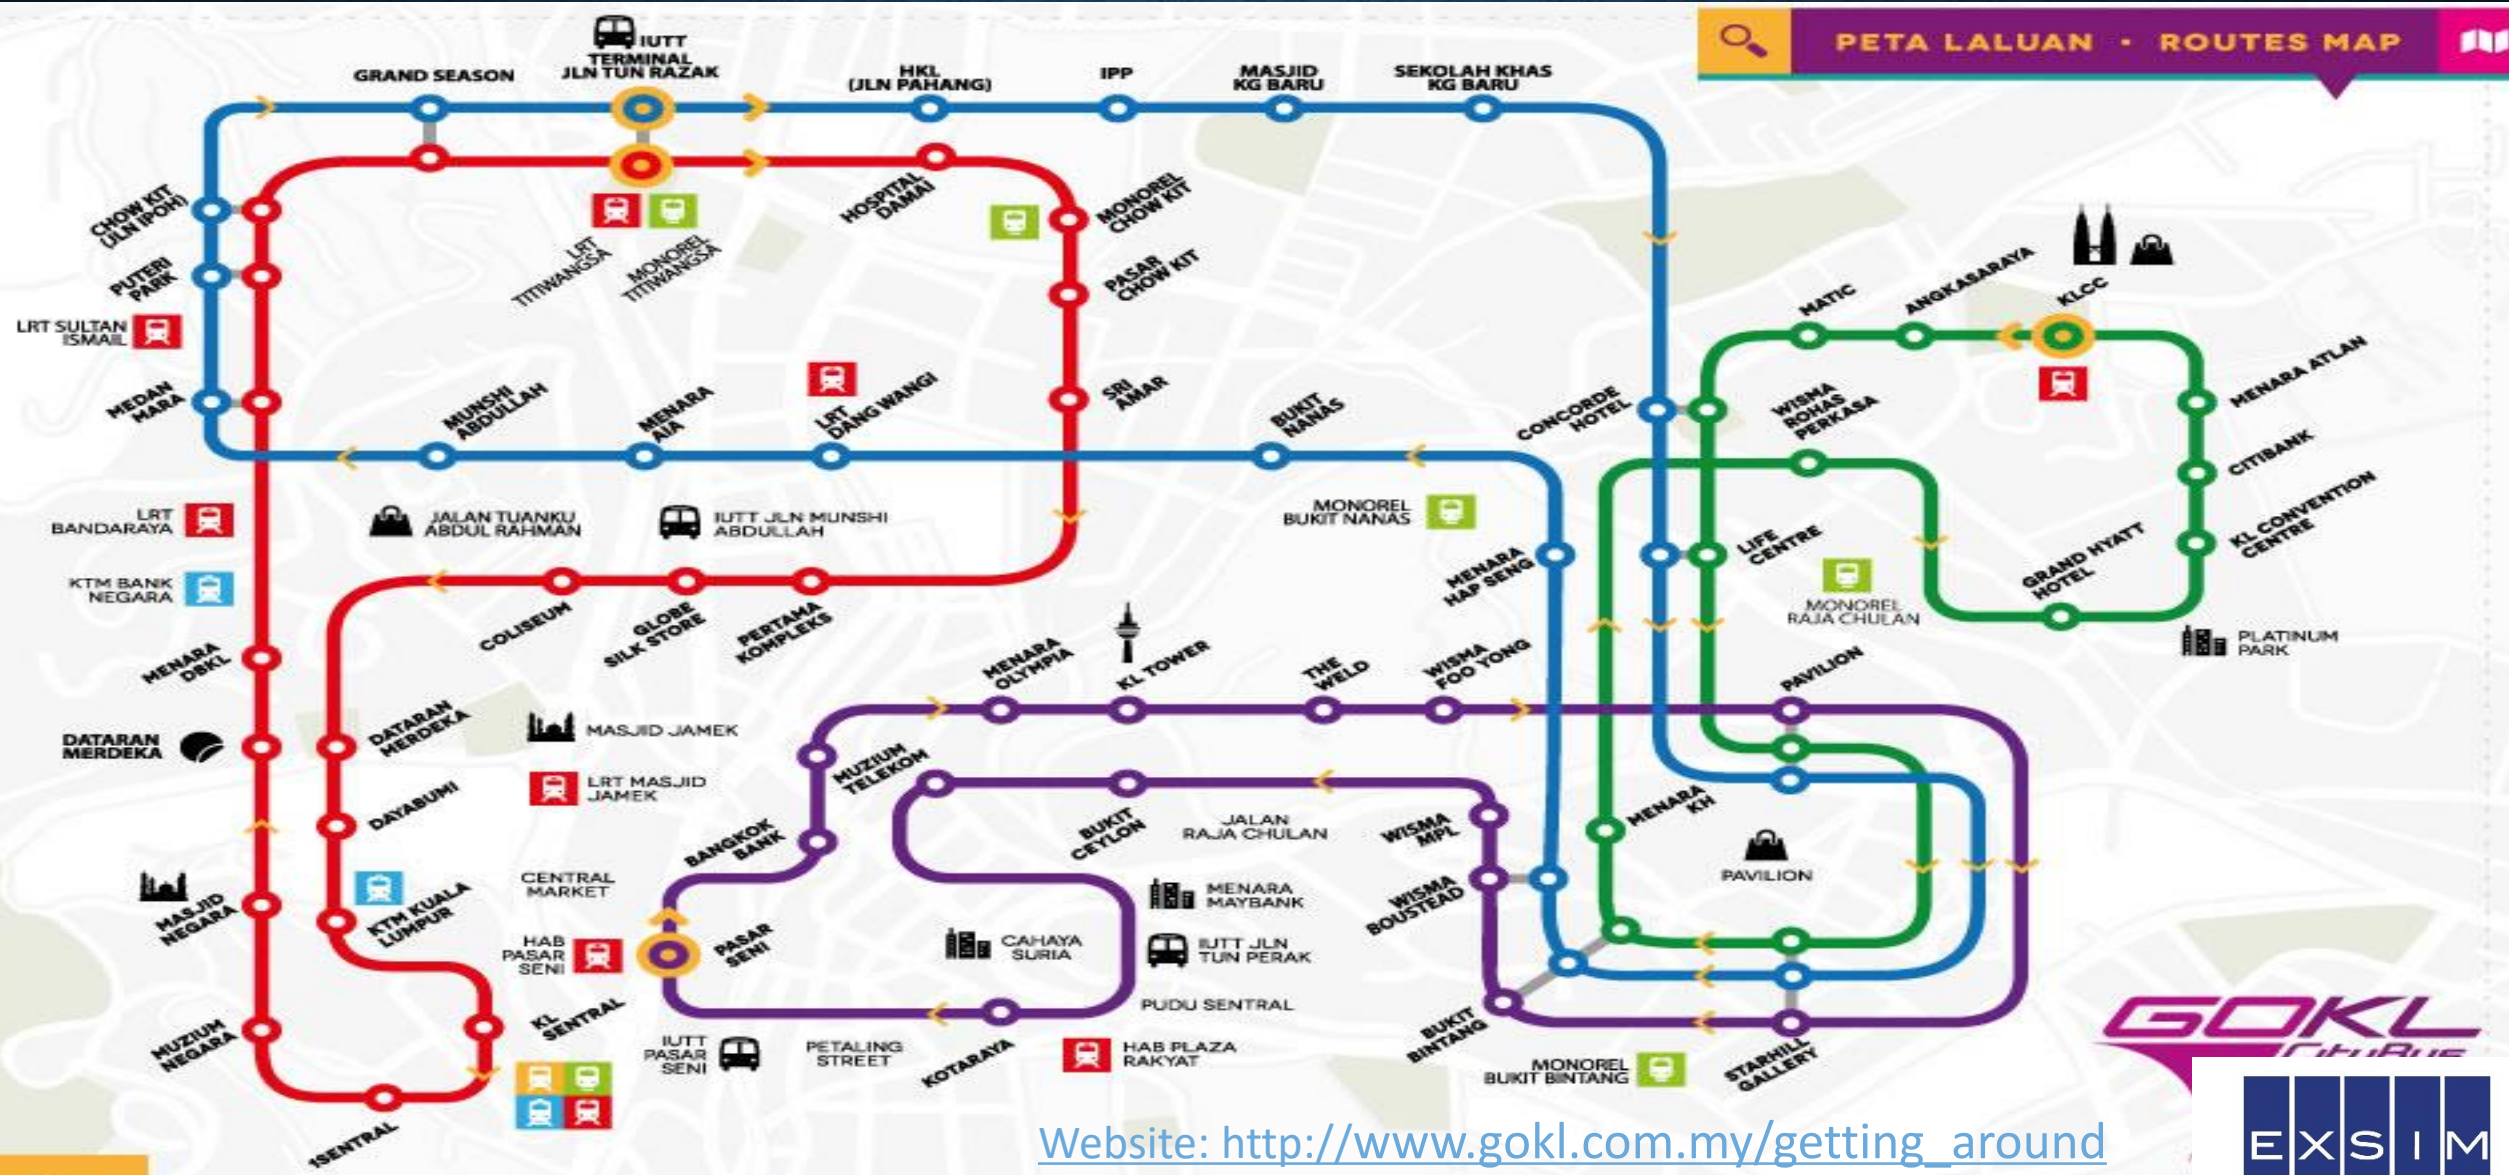 PETA LALUAN • ROUTES MAP
IUTT
TERMINAL
JLN TUN RAZAK
GRAND SEASON
HKL
(JLN PAHANG)
IPP
MASJID
KG BARU
SEKOLAH KHAS
KG BARU
CHOW KIT
(JLN IPOH)
PUTERI
PARK
LRT SULTAN
ISMAIL
MEDAN
MARA
LRT
TITIWANGSA
MONOREL
TITIWANGSA
HOSPITAL
DAMAI
MONOREL
CHOW KIT
PASAR
CHOW KIT
SRI
AMAR
MUNSHI
ABDULLAH
MENARA
AIA
LRT
DANG WANGI
BUKIT
NANAS
CONCORDE
HOTEL
MATIC
ANGKASARAYA
KLCC
MENARA ATLAN
CITIBANK
KL CONVENTION
CENTRE
WISMA
ROHAS
PERKASA
GRAND HYATT
HOTEL
LIFE
CENTRE
MONOREL
RAJA CHULAN
PLATINUM
PARK
LRT
BANDARAYA
KTM BANK
NEGARA
JALAN TUANKU
ABDUL RAHMAN
IUTT JLN MUNSHI
ABDULLAH
MONOREL
BUKIT NANAS
MENARA
HAP SENG
COLISEUM
GLOBE
SILK STORE
PERTAMA
KOMPLEKS
MENARA
DBKL
DATARAN
MERDEKA
DATARAN
MERDEKA
MASJID JAMEK
LRT MASJID
JAMEK
DAYABUMI
KTM KUALA
LUMPUR
MASJID
NEGARA
MUZIUM
NEGARA
1SENTRAL
KL
SENTRAL
MENARA
OLYMPIA
KL TOWER
THE
WELD
WISMA
FOO YONG
PAVILION
MUZIUM
TELEKOM
BANGKOK
BANK
CENTRAL
MARKET
HAB
PASAR
SENI
PASAR
SENI
IUTT
PASAR
SENI
PETALING
STREET
KOTARAYA
BUKIT
CEYLON
JALAN
RAJA CHULAN
WISMA
MPL
WISMA
BOUSTEAD
MENARA
MAYBANK
CAHAYA
SURIA
IUTT JLN
TUN PERAK
PUDU SENTRAL
HAB PLAZA
RAKYAT
MENARA
KH
PAVILION
BUKIT
BINTANG
MONOREL
BUKIT BINTANG
STARHILL
GALLERY
GOKL
CityBus
EXSIM
Website: http://www.gokl.com.my/getting_around